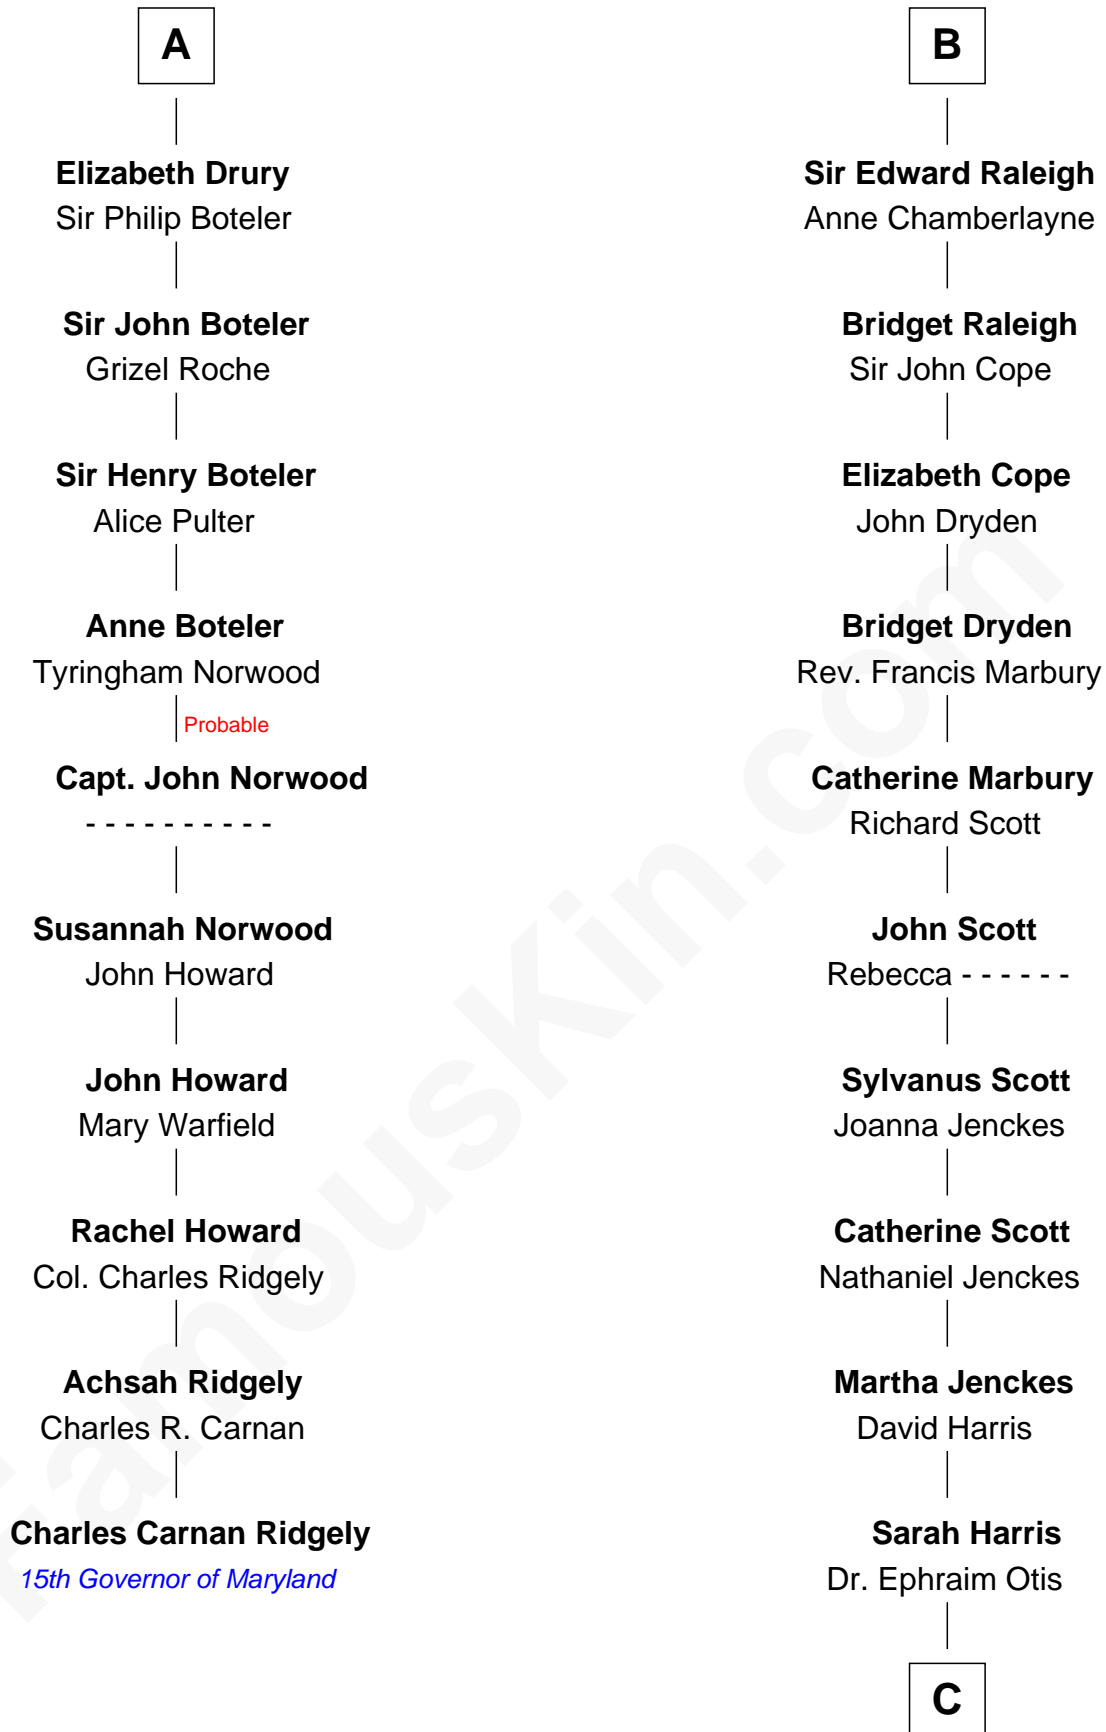 A
Elizabeth Drury
Sir Philip Boteler
Sir John Boteler
Grizel Roche
Sir Henry Boteler
Alice Pulter
Anne Boteler
Tyringham Norwood
Probable
Capt. John Norwood
- - - - - - - - - -
Susannah Norwood
John Howard
John Howard
Mary Warfield
Rachel Howard
Col. Charles Ridgely
Achsah Ridgely
Charles R. Carnan
Charles Carnan Ridgely
15th Governor of Maryland
B
Sir Edward Raleigh
Anne Chamberlayne
Bridget Raleigh
Sir John Cope
Elizabeth Cope
John Dryden
Bridget Dryden
Rev. Francis Marbury
Catherine Marbury
Richard Scott
John Scott
Rebecca - - - - - -
Sylvanus Scott
Joanna Jenckes
Catherine Scott
Nathaniel Jenckes
Martha Jenckes
David Harris
Sarah Harris
Dr. Ephraim Otis
C
FamousKin.com